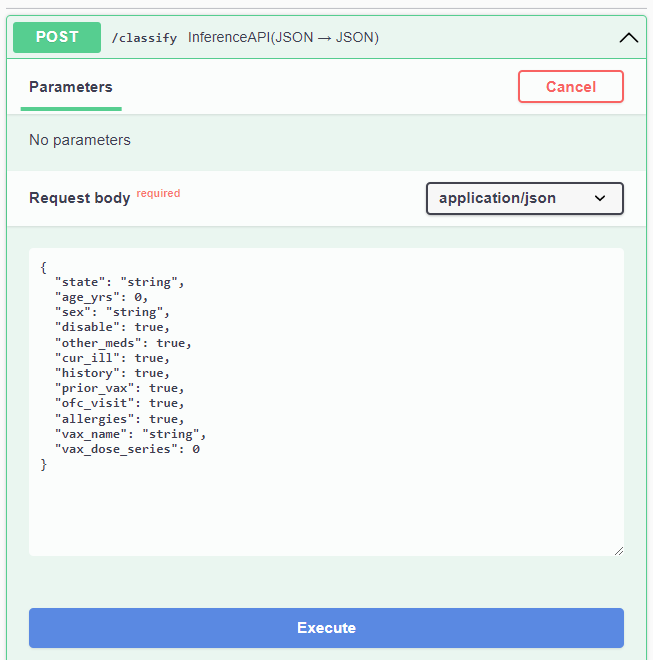 POST /classify InferenceAPI(JSON → JSON)
Parameters
Cancel
No parameters
Request body required
application/json
{
  "state": "string",
  "age_yrs": 0,
  "sex": "string",
  "disable": true,
  "other_meds": true,
  "cur_ill": true,
  "history": true,
  "prior_vax": true,
  "ofc_visit": true,
  "allergies": true,
  "vax_name": "string",
  "vax_dose_series": 0
}
Execute